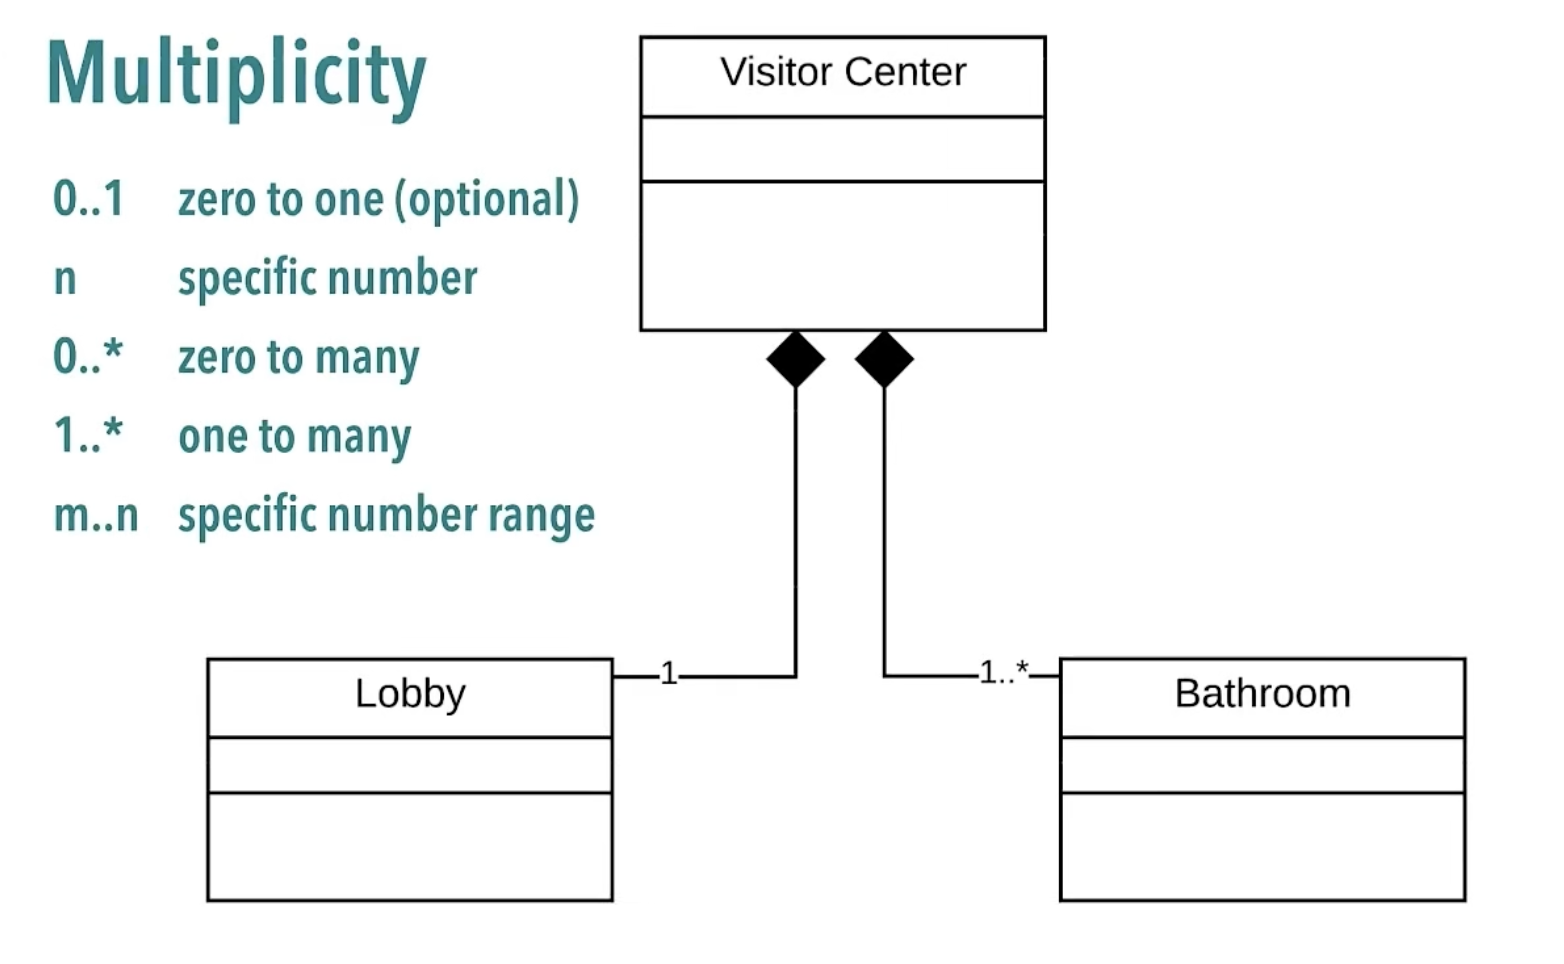 Multiplicity
0..1 zero to one (optional)
n specific number
0..* zero to many
1..* one to many
m..n specific number range
Visitor Center
1
1..*
Lobby
Bathroom